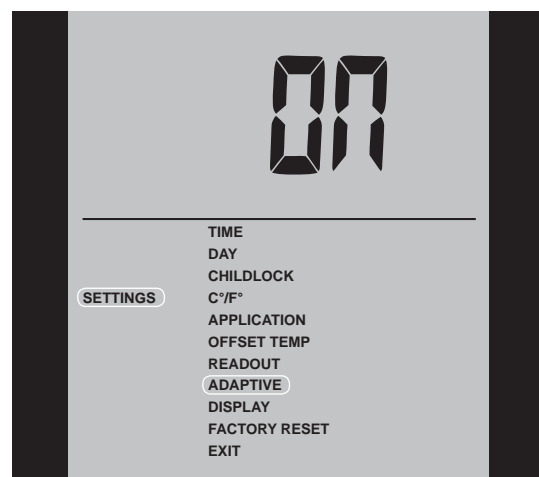 ON
TIME
DAY
CHILDLOCK
SETTINGS C°/F°
APPLICATION
OFFSET TEMP
READOUT
ADAPTIVE
DISPLAY
FACTORY RESET
EXIT